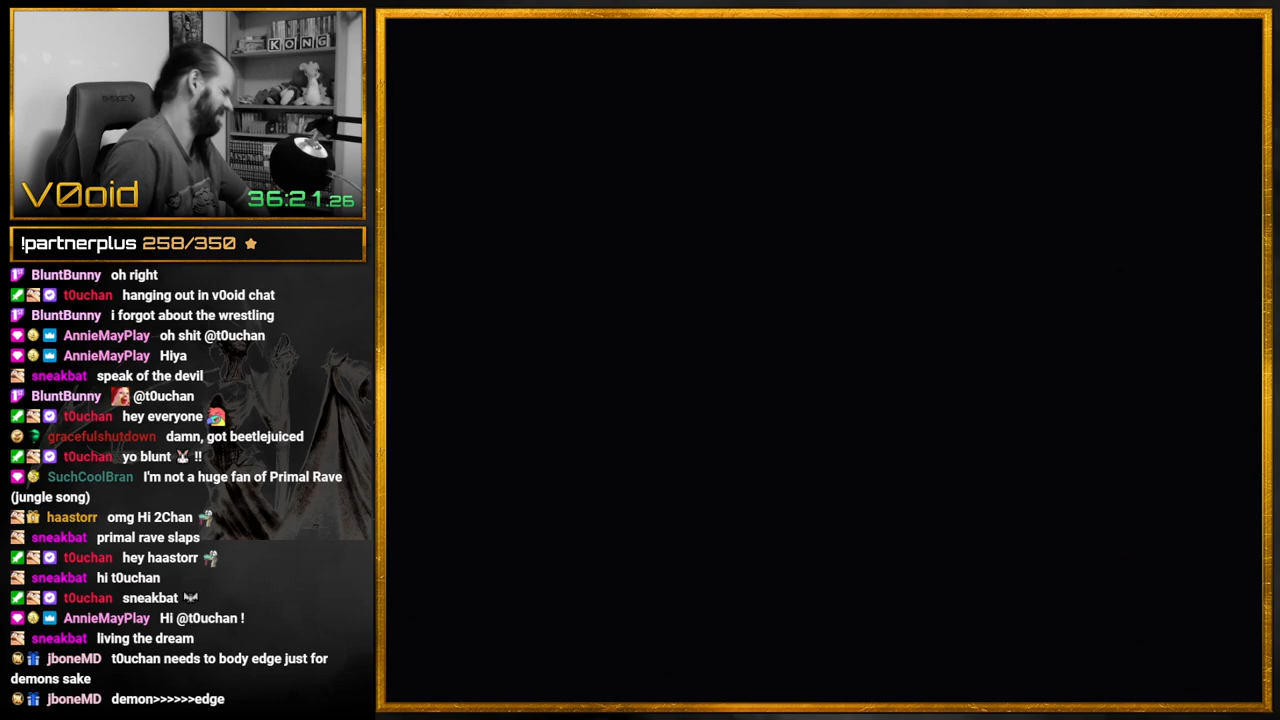 KONG
V0oid
36:21.26
!partnerplus 258/350
BluntBunny oh right
t0uchan hanging out in v0oid chat
BluntBunny i forgot about the wrestling
AnnieMayPlay oh shit @t0uchan
AnnieMayPlay Hiya
sneakbat speak of the devil
BluntBunny @t0uchan
t0uchan hey everyone
gracefulshutdown damn, got beetlejuiced
t0uchan yo blunt !!
SuchCoolBran I'm not a huge fan of Primal Rave
(jungle song)
haastorr omg Hi 2Chan
sneakbat primal rave slaps
t0uchan hey haastorr
sneakbat hi t0uchan
t0uchan sneakbat
AnnieMayPlay Hi @t0uchan !
sneakbat living the dream
jboneMD t0uchan needs to body edge just for
demons sake
jboneMD demon>>>>>>edge